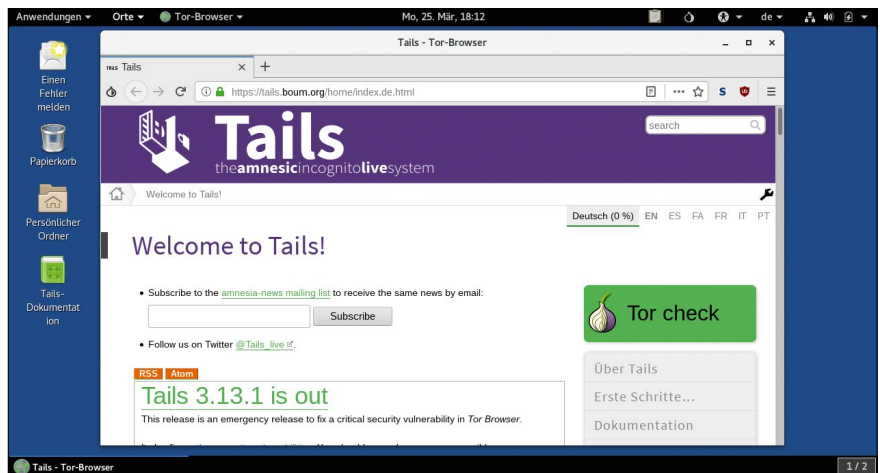 Anwendungen Orte Tor-Browser Mo, 25. Mär, 18:12 de
Tails - Tor-Browser
Einen
Fehler
melden
Papierkorb
Persönlicher
Ordner
Tails-
Dokumentat
ion
TAILS Tails
https://tails.boum.org/home/index.de.html
Tails
theamnesicincognitolivesystem
search
Welcome to Tails!
Deutsch (0 %) EN ES FA FR IT PT
Welcome to Tails!
Subscribe to the amnesia-news mailing list to receive the same news by email:
Subscribe
Follow us on Twitter @Tails_live.
RSS Atom
Tails 3.13.1 is out
This release is an emergency release to fix a critical security vulnerability in Tor Browser.
Tor check
Über Tails
Erste Schritte...
Dokumentation
Tails - Tor-Browser
1 / 2